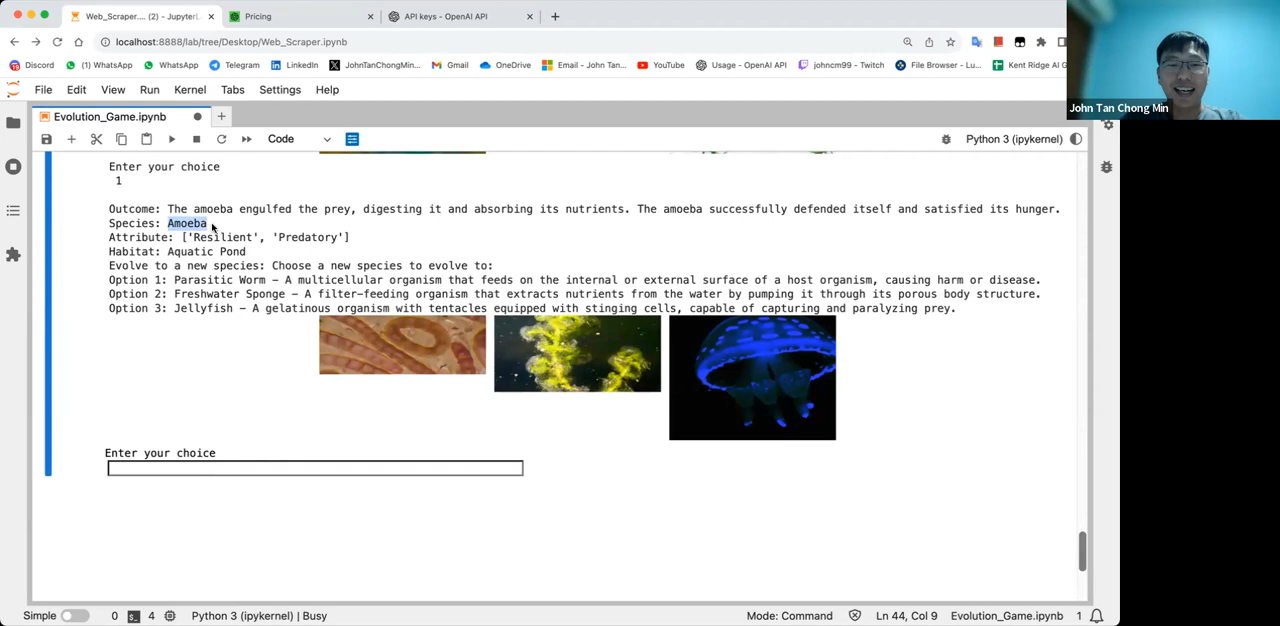 Web_Scraper.... (2) - JupyterL
Pricing
API keys - OpenAI API
localhost:8888/lab/tree/Desktop/Web_Scraper.ipynb
Discord
(1) WhatsApp
WhatsApp
Telegram
LinkedIn
JohnTanChongMin...
Gmail
OneDrive
Email - John Tan...
YouTube
Usage - OpenAI API
johncm99 - Twitch
File Browser - Lu...
Kent Ridge AI G
John Tan Chong Min
File Edit View Run Kernel Tabs Settings Help
Evolution_Game.ipynb
Code
Python 3 (ipykernel)
Enter your choice
1
Outcome: The amoeba engulfed the prey, digesting it and absorbing its nutrients. The amoeba successfully defended itself and satisfied its hunger.
Species: Amoeba
Attribute: ['Resilient', 'Predatory']
Habitat: Aquatic Pond
Evolve to a new species: Choose a new species to evolve to:
Option 1: Parasitic Worm – A multicellular organism that feeds on the internal or external surface of a host organism, causing harm or disease.
Option 2: Freshwater Sponge – A filter-feeding organism that extracts nutrients from the water by pumping it through its porous body structure.
Option 3: Jellyfish – A gelatinous organism with tentacles equipped with stinging cells, capable of capturing and paralyzing prey.
Enter your choice
Simple 0 4 Python 3 (ipykernel) | Busy Mode: Command Ln 44, Col 9 Evolution_Game.ipynb 1